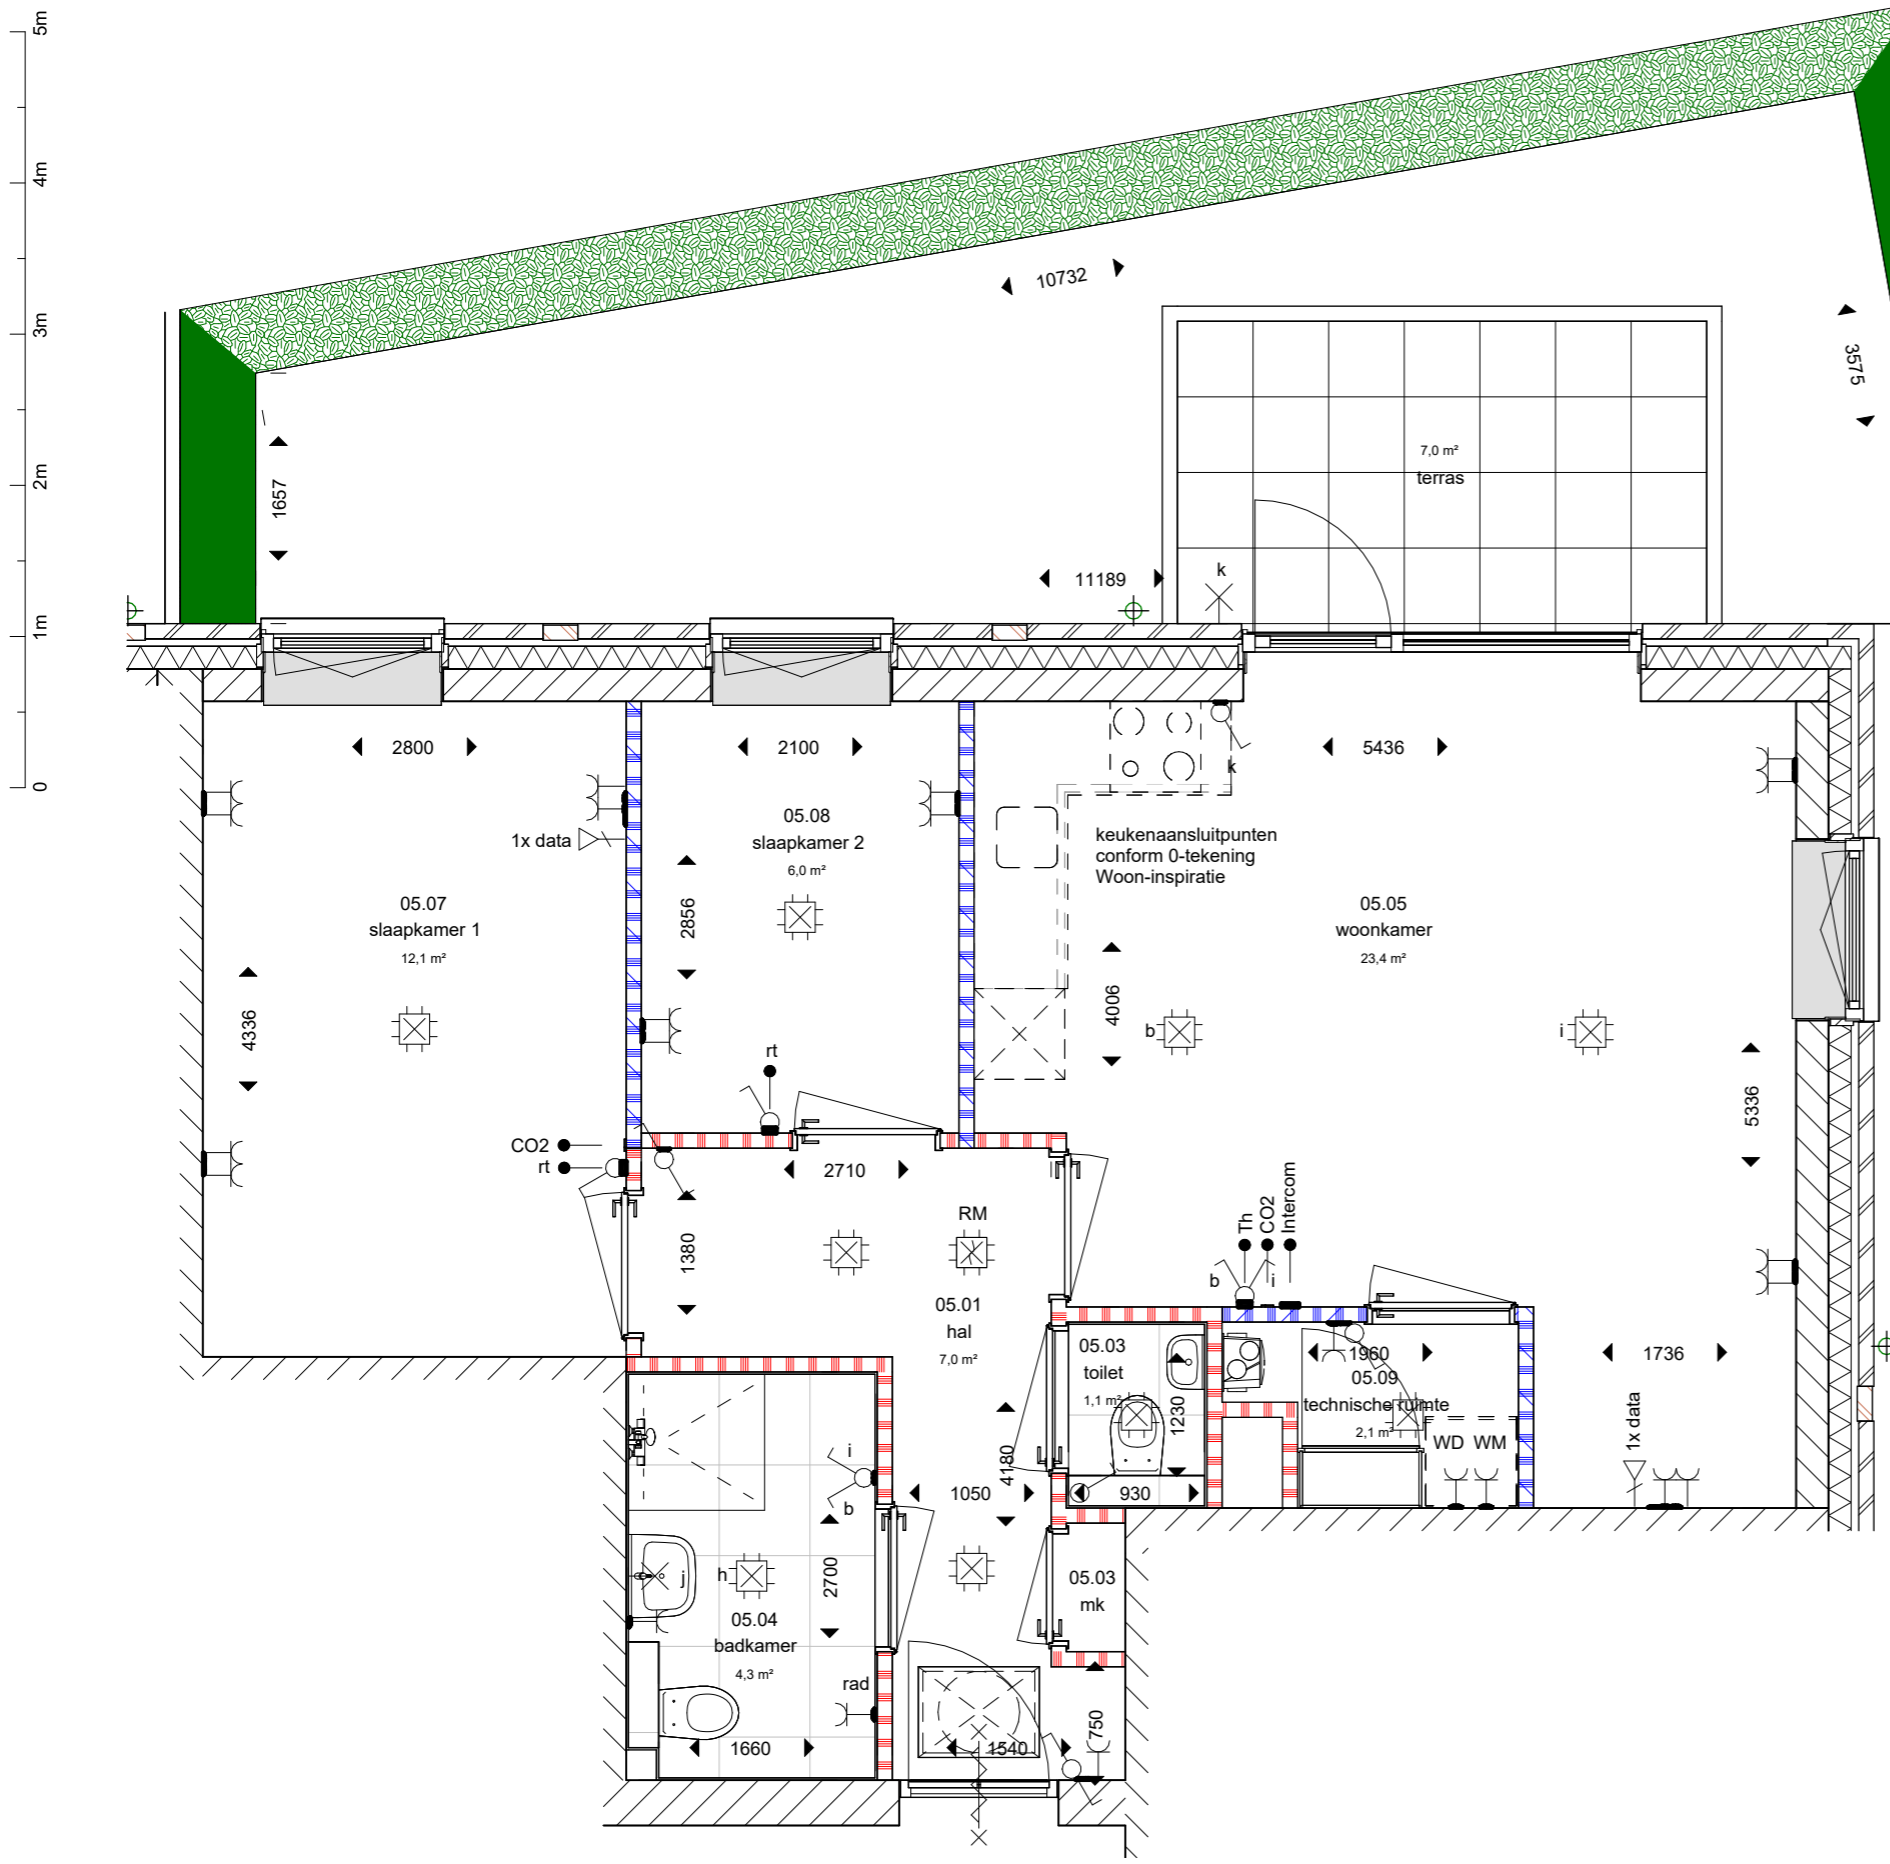 5m
4m
3m
2m
1m
0
10732
3575
7,0 m²
terras
1657
11189
k
2800
2100
5436
k
1x data
05.08
slaapkamer 2
6,0 m²
keukenaansluitpunten
conform 0-tekening
Woon-inspiratie
05.07
slaapkamer 1
12,1 m²
2856
05.05
woonkamer
23,4 m²
4336
4006
b
i
rt
5336
CO2
rt
2710
RM
1380
Th
CO2
Intercom
b
i
05.01
hal
7,0 m²
05.03
toilet
1,1 m²
1230
1960
05.09
technische ruimte
2,1 m²
WD
WM
1736
1x data
4180
1050
930
i
b
2700
j
h
05.04
badkamer
4,3 m²
05.03
mk
rad
750
1660
1540